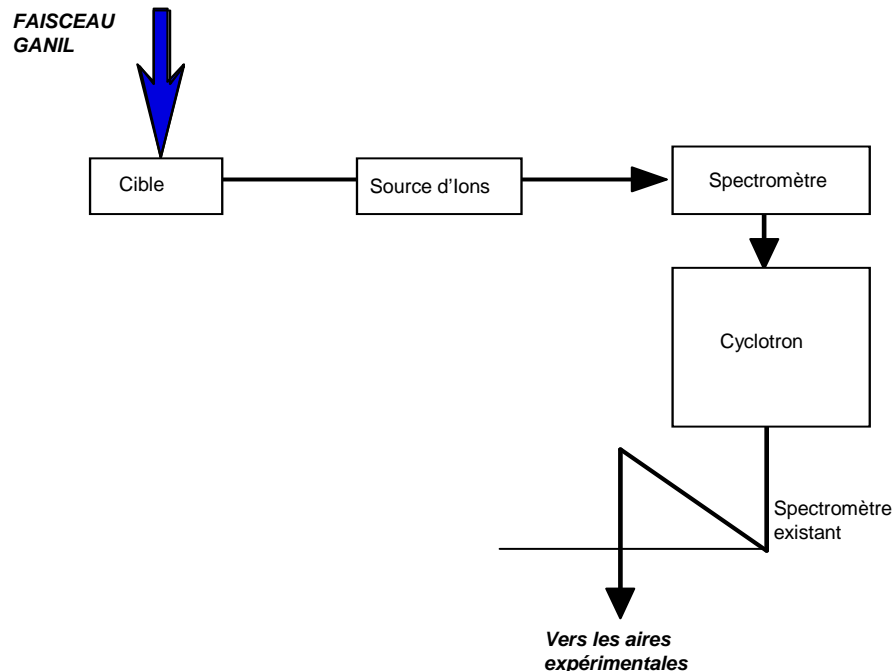 FAISCEAU
GANIL
Cible
Source d'Ions
Spectromètre
Cyclotron
Spectromètre
existant
Vers les aires
expérimentales